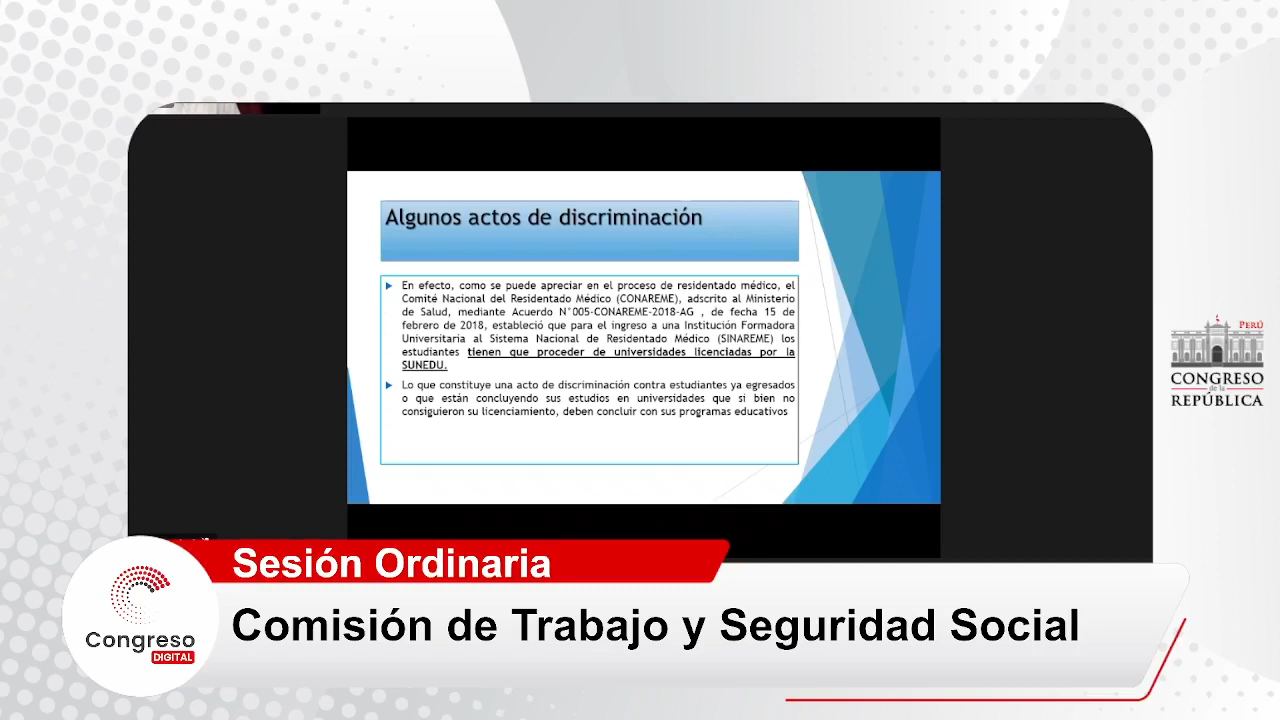 Algunos actos de discriminación
En efecto, como se puede apreciar en el proceso de residentado médico, el
Comité Nacional del Residentado Médico (CONAREME), adscrito al Ministerio
de Salud, mediante Acuerdo N°005-CONAREME-2018-AG , de fecha 15 de
febrero de 2018, estableció que para el ingreso a una Institución Formadora
Universitaria al Sistema Nacional de Residentado Médico (SINAREME) los
estudiantes tienen que proceder de universidades licenciadas por la
SUNEDU.
Lo que constituye una acto de discriminación contra estudiantes ya egresados
o que están concluyendo sus estudios en universidades que si bien no
consiguieron su licenciamiento, deben concluir con sus programas educativos
PERÚ
CONGRESO
de la
REPÚBLICA
Sesión Ordinaria
Comisión de Trabajo y Seguridad Social
Congreso
DIGITAL